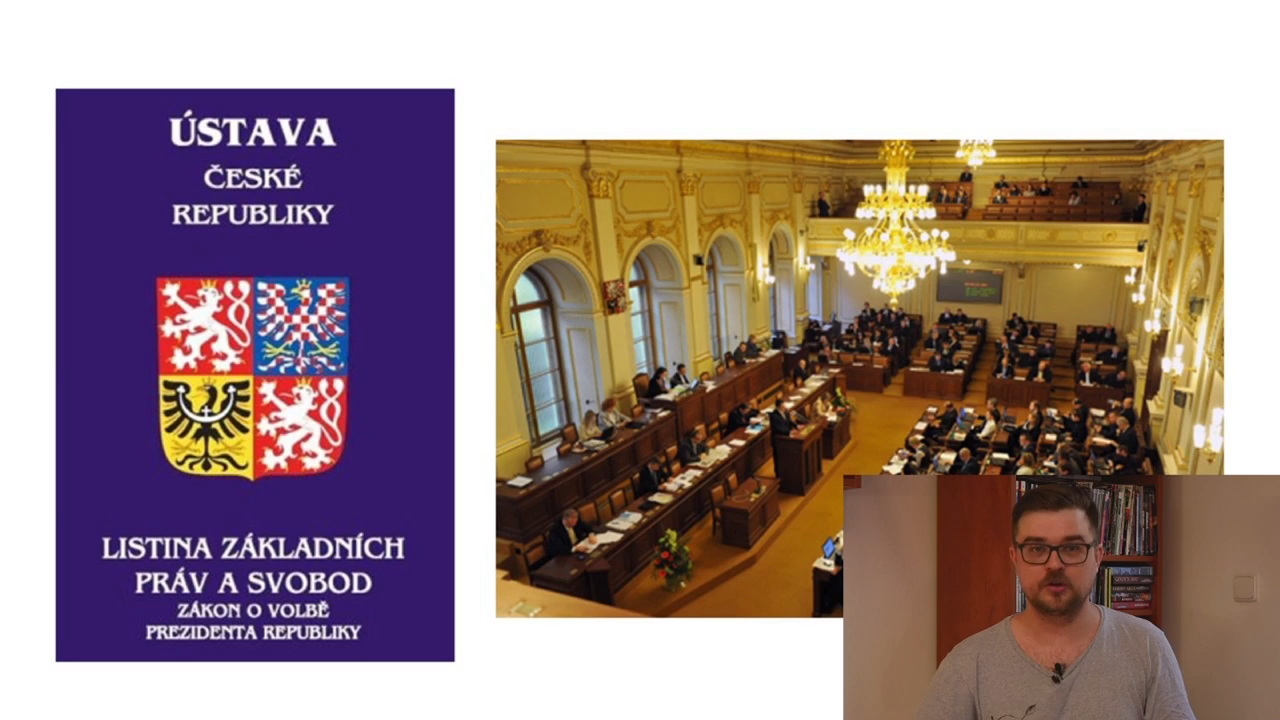 ÚSTAVA
ČESKÉ
REPUBLIKY
LISTINA ZÁKLADNÍCH
PRÁV A SVOBOD
ZÁKON O VOLBĚ
PREZIDENTA REPUBLIKY